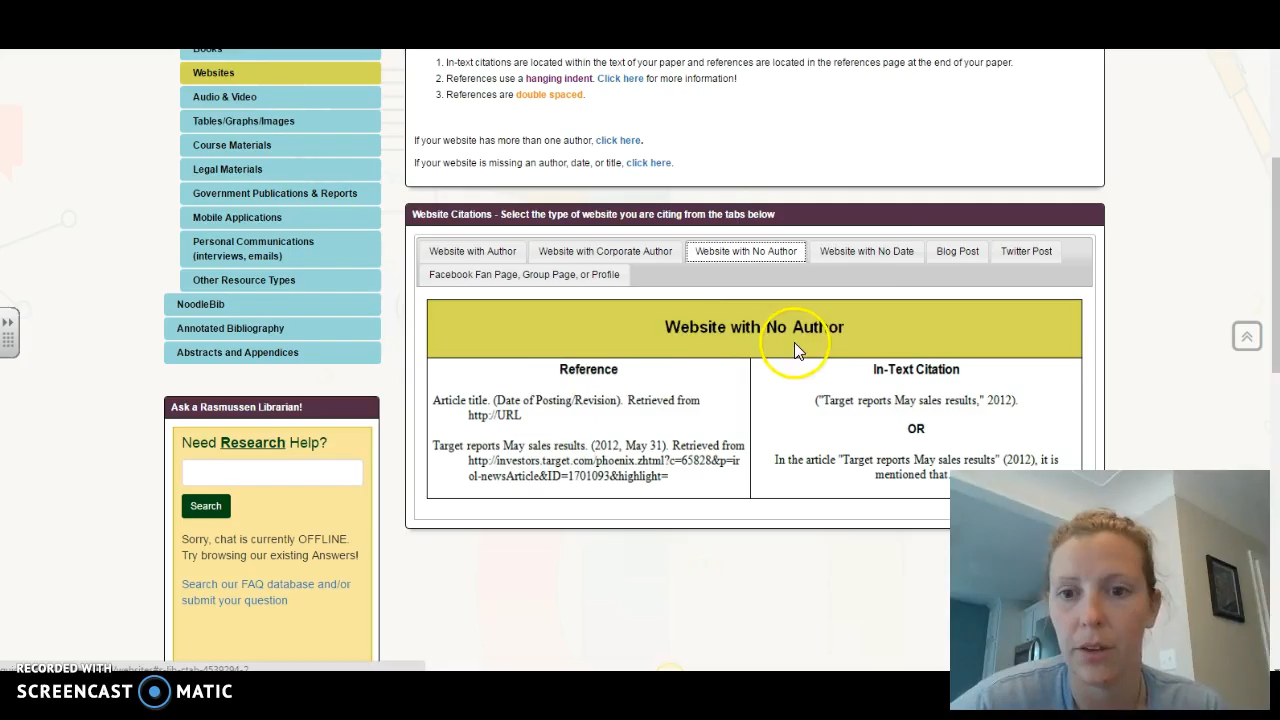 Books
Websites
Audio & Video
Tables/Graphs/Images
Course Materials
Legal Materials
Government Publications & Reports
Mobile Applications
Personal Communications
(interviews, emails)
Other Resource Types
NoodleBib
Annotated Bibliography
Abstracts and Appendices
Ask a Rasmussen Librarian!
Need Research Help?
Search
Sorry, chat is currently OFFLINE.
Try browsing our existing Answers!
Search our FAQ database and/or
submit your question
1. In-text citations are located within the text of your paper and references are located in the references page at the end of your paper.
2. References use a hanging indent. Click here for more information!
3. References are double spaced.
If your website has more than one author, click here.
If your website is missing an author, date, or title, click here.
Website Citations - Select the type of website you are citing from the tabs below
Website with Author Website with Corporate Author Website with No Author Website with No Date Blog Post Twitter Post
Facebook Fan Page, Group Page, or Profile
Website with No Author
Reference
Article title. (Date of Posting/Revision). Retrieved from
http://URL
Target reports May sales results. (2012, May 31). Retrieved from
http://investors.target.com/phoenix.zhtml?c=65828&p=ir
ol-newsArticle&ID=1701093&highlight=
In-Text Citation
("Target reports May sales results," 2012).
OR
In the article "Target reports May sales results" (2012), it is
mentioned that
RECORDED WITH
SCREENCAST MATIC